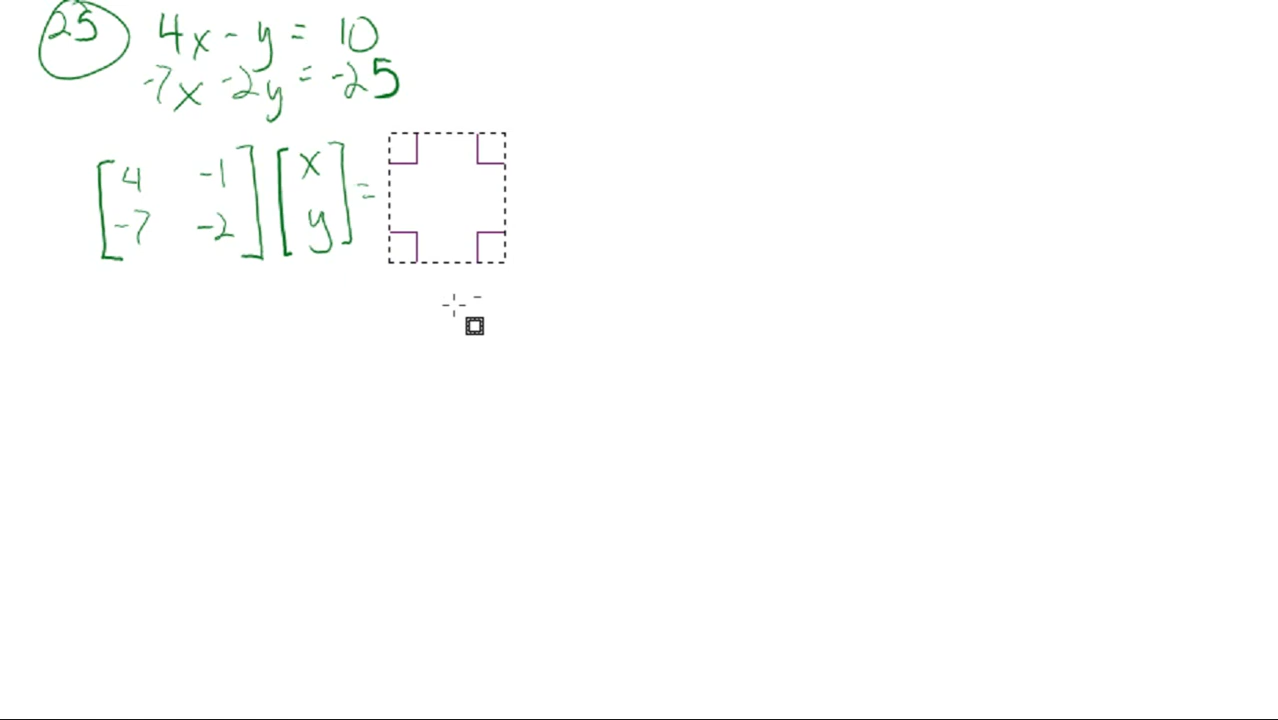 25 4x - y = 10
-7x -2y = -25
[4 -1] [x] =
[-7 -2] [y]